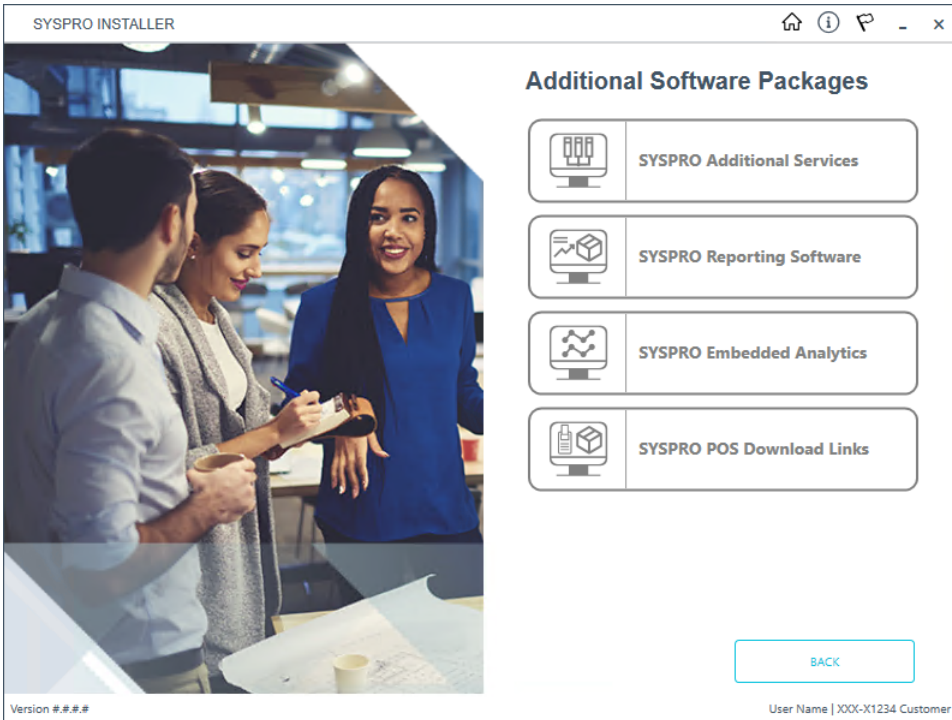 SYSPRO INSTALLER
Additional Software Packages
SYSPRO Additional Services
SYSPRO Reporting Software
SYSPRO Embedded Analytics
SYSPRO POS Download Links
BACK
Version #.#.#.#
User Name | XXX-X1234 Customer